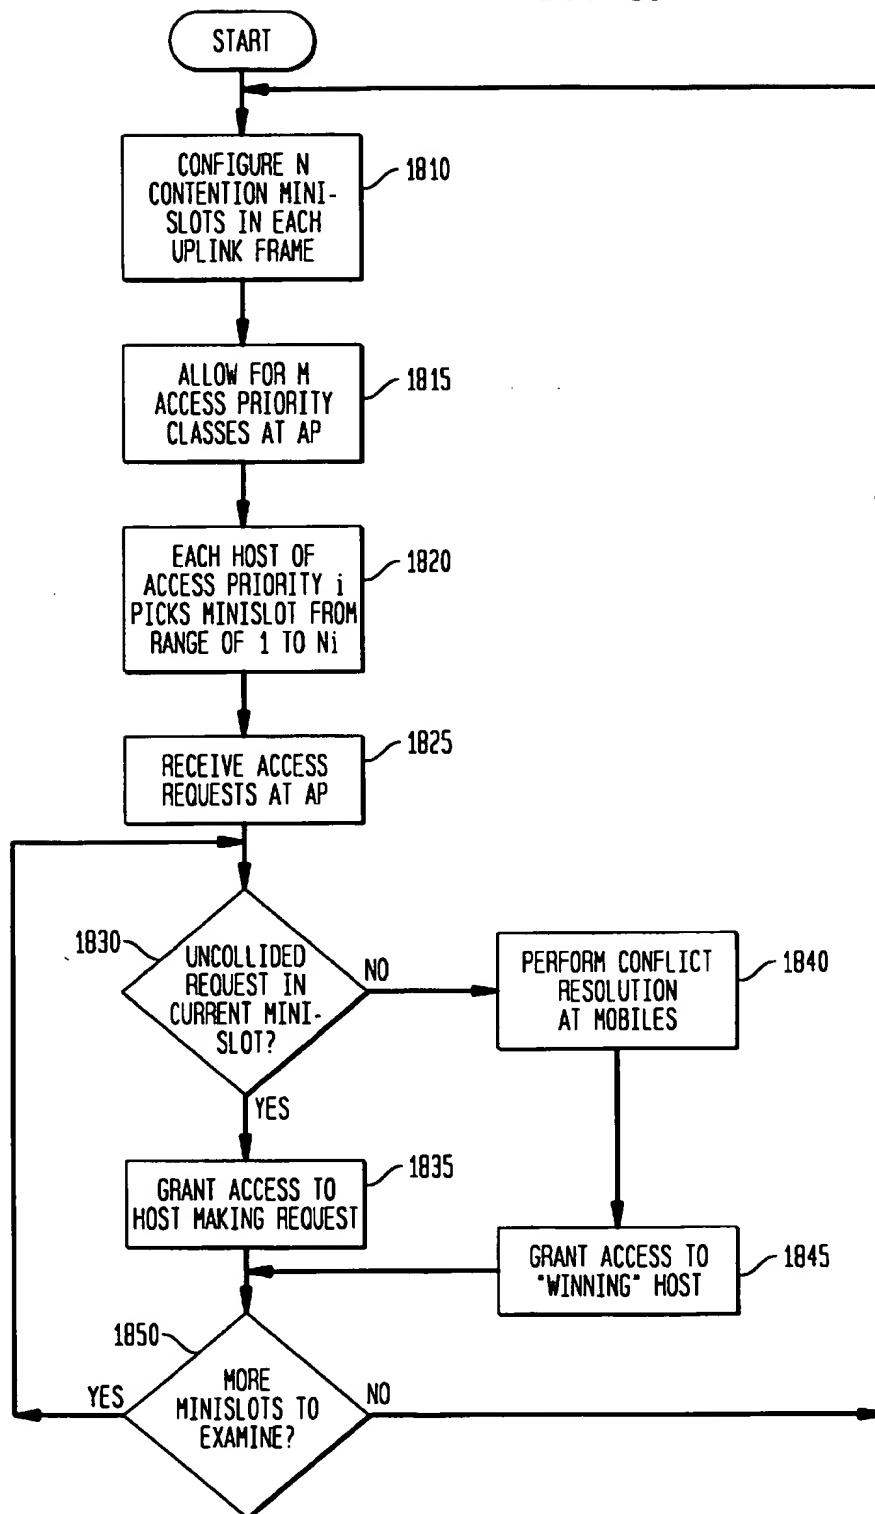 START
CONFIGURE N
CONTENTION MINI-
SLOTS IN EACH
UPLINK FRAME
1810
ALLOW FOR M
ACCESS PRIORITY
CLASSES AT AP
1815
EACH HOST OF
ACCESS PRIORITY i
PICKS MINISLOT FROM
RANGE OF 1 TO Ni
1820
RECEIVE ACCESS
REQUESTS AT AP
1825
1830
UNCOLLIDED
REQUEST IN
CURRENT MINI-
SLOT?
NO
YES
PERFORM CONFLICT
RESOLUTION
AT MOBILES
1840
GRANT ACCESS TO
HOST MAKING REQUEST
1835
GRANT ACCESS TO
"WINNING" HOST
1845
1850
MORE
MINISLOTS TO
EXAMINE?
YES
NO